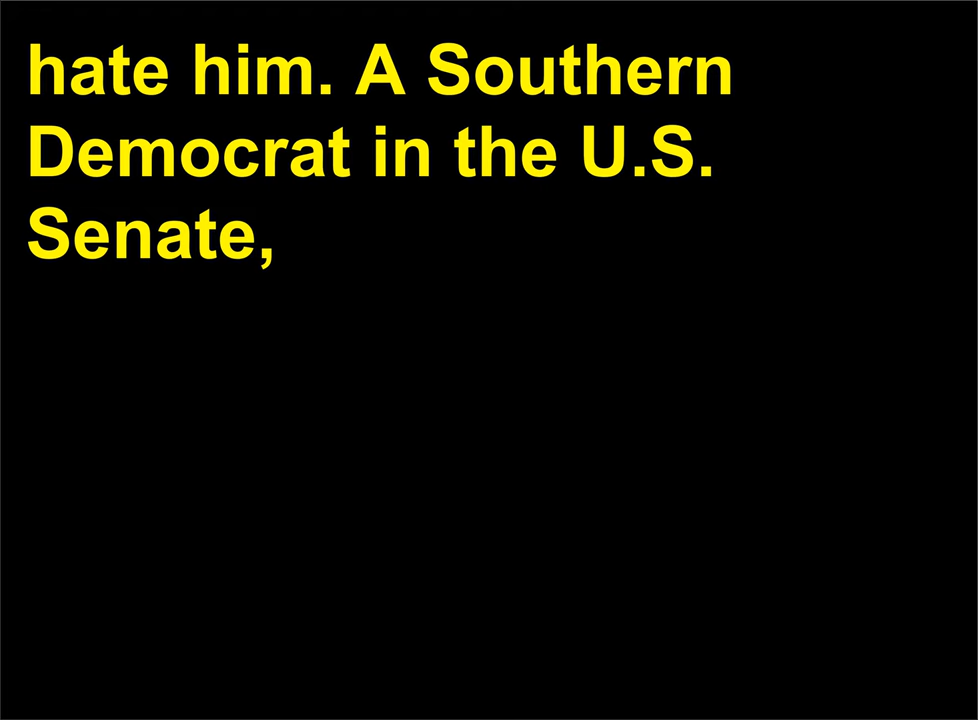 hate him. A Southern
Democrat in the U.S.
Senate,